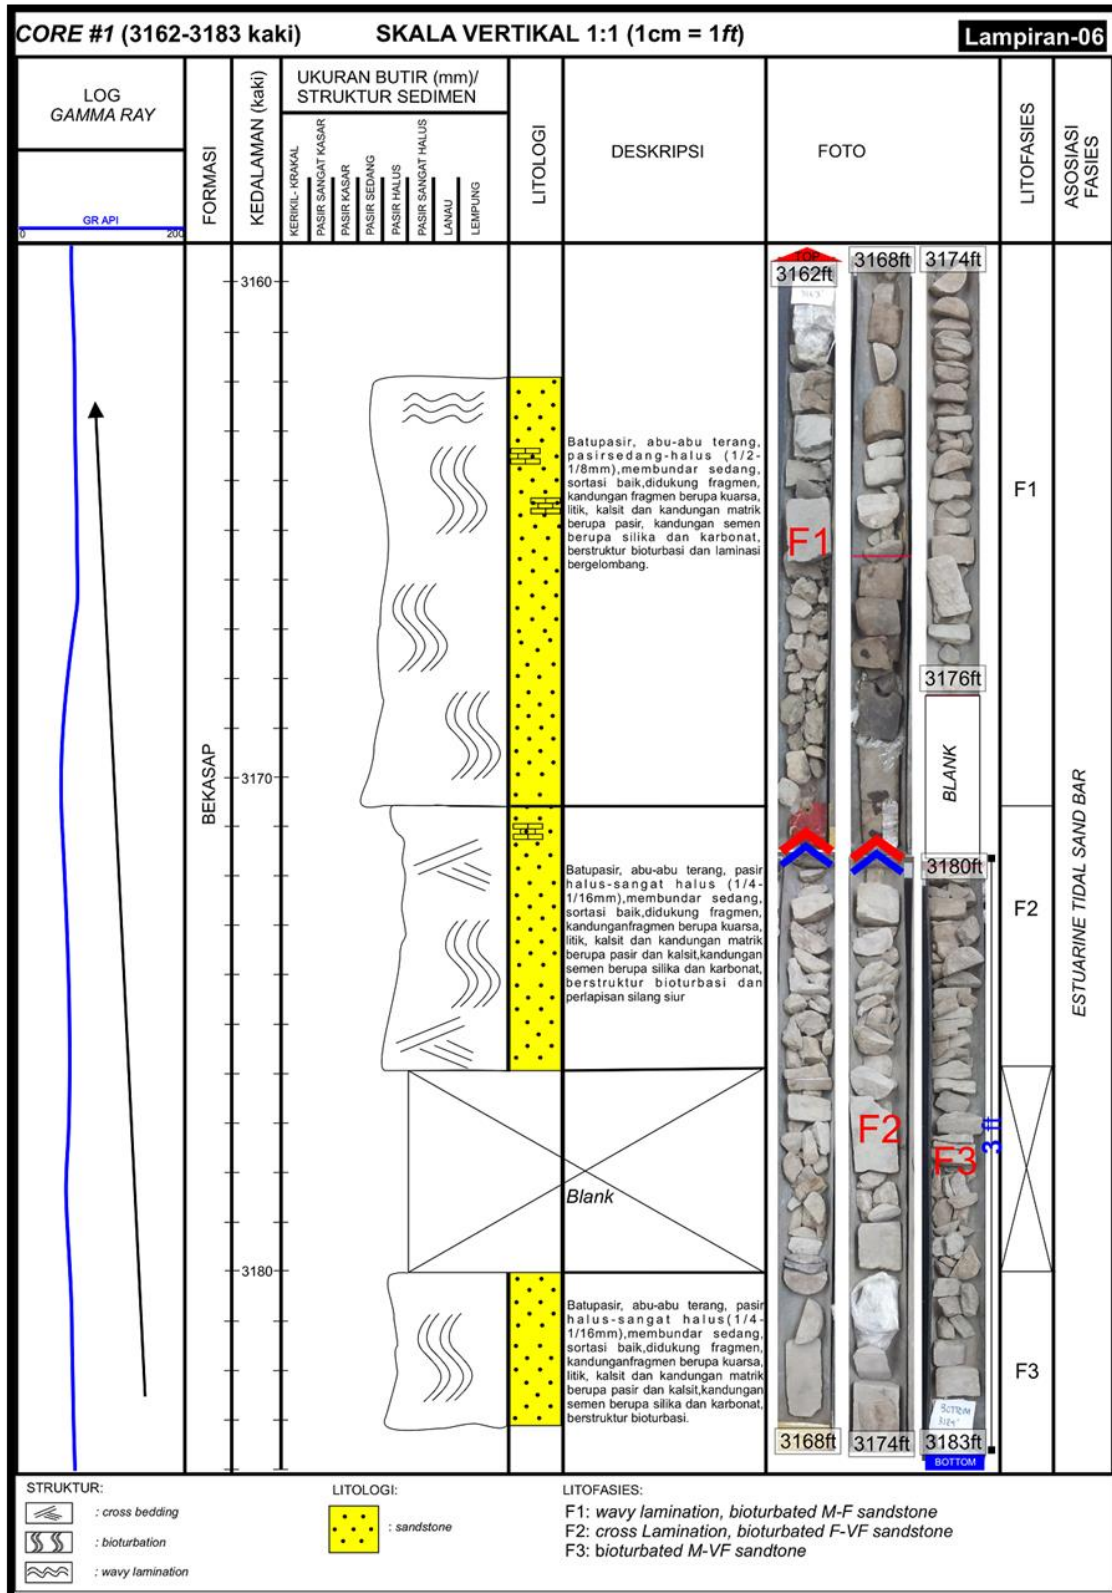 CORE #1 (3162-3183 kaki)
SKALA VERTIKAL 1:1 (1cm = 1ft)
Lampiran-06
LOG
GAMMA RAY
GR API
0
200
FORMASI
KEDALAMAN (kaki)
UKURAN BUTIR (mm)/
STRUKTUR SEDIMEN
KERIKIL- KRAKAL
PASIR SANGAT KASAR
PASIR KASAR
PASIR SEDANG
PASIR HALUS
PASIR SANGAT HALUS
LANAU
LEMPUNG
LITOLOGI
DESKRIPSI
FOTO
LITOFASIES
ASOSIASI
FASIES
BEKASAP
3160
3170
3180
Batupasir, abu-abu terang,
pasirsedang-halus (1/2-
1/8mm),membundar sedang,
sortasi baik,didukung fragmen,
kandungan fragmen berupa kuarsa,
litik, kalsit dan kandungan matrik
berupa pasir, kandungan semen
berupa silika dan karbonat,
berstruktur bioturbasi dan laminasi
bergelombang.
Batupasir, abu-abu terang, pasir
halus-sangat halus (1/4-
1/16mm),membundar sedang,
sortasi baik,didukung fragmen,
kandunganfragmen berupa kuarsa,
litik, kalsit dan kandungan matrik
berupa pasir dan kalsit,kandungan
semen berupa silika dan karbonat,
berstruktur bioturbasi dan
perlapisan silang siur
Blank
Batupasir, abu-abu terang, pasir
halus-sangat halus(1/4-
1/16mm),membundar sedang,
sortasi baik,didukung fragmen,
kandunganfragmen berupa kuarsa,
litik, kalsit dan kandungan matrik
berupa pasir dan kalsit,kandungan
semen berupa silika dan karbonat,
berstruktur bioturbasi.
TOP
3162ft
F1
3168ft
3168ft
F2
3174ft
3174ft
3176ft
BLANK
3180ft
F3
3 ft
BOTTOM
3183ft
BOTTOM
F1
F2
F3
ESTUARINE TIDAL SAND BAR
STRUKTUR:
: cross bedding
: bioturbation
: wavy lamination
LITOLOGI:
: sandstone
LITOFASIES:
F1: wavy lamination, bioturbated M-F sandstone
F2: cross Lamination, bioturbated F-VF sandstone
F3: bioturbated M-VF sandtone